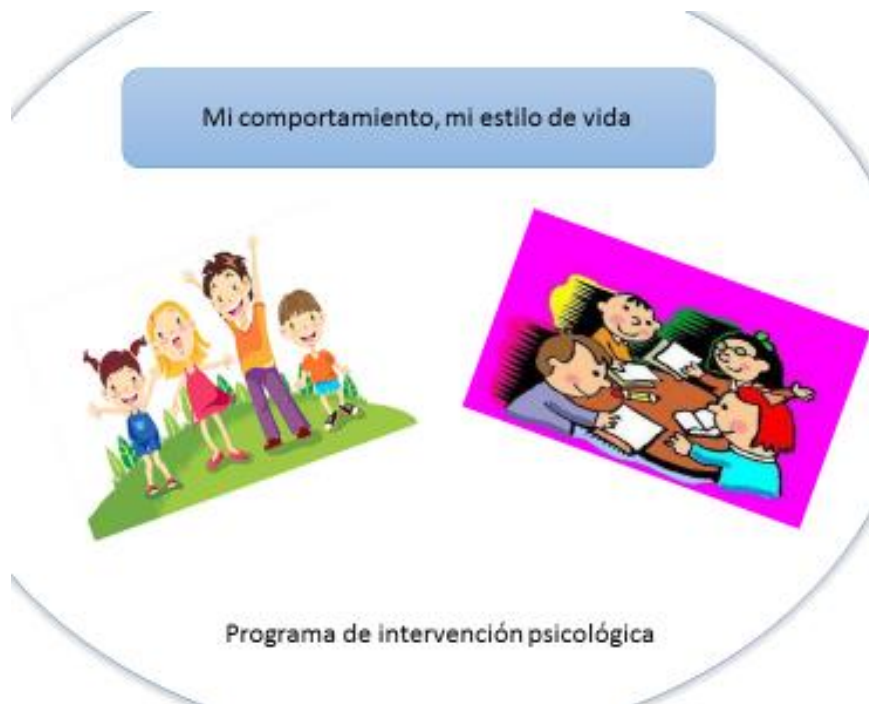 Mi comportamiento, mi estilo de vida
Programa de intervención psicológica